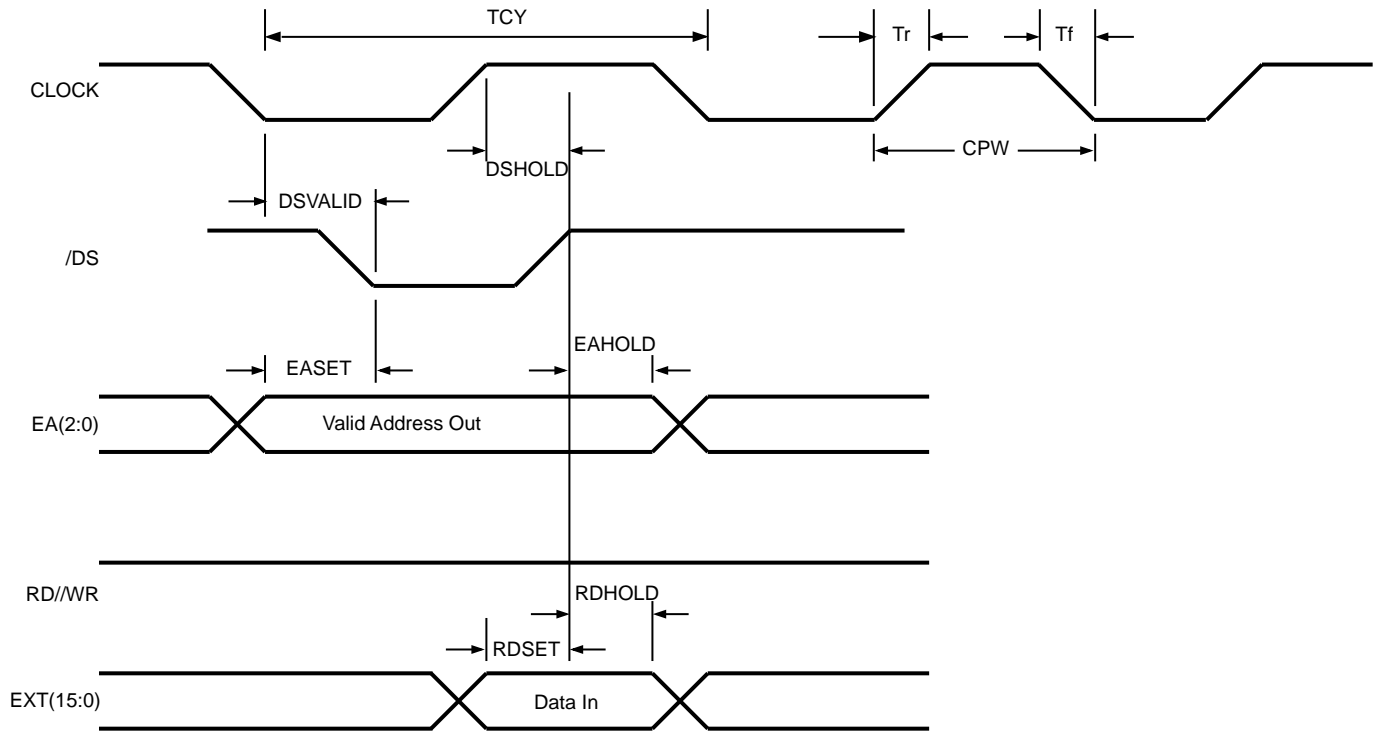 TCY
Tr
Tf
CLOCK
CPW
DSHOLD
DSVALID
/DS
EAHOLD
EASET
EA(2:0)
Valid Address Out
RD//WR
RDHOLD
RDSET
EXT(15:0)
Data In